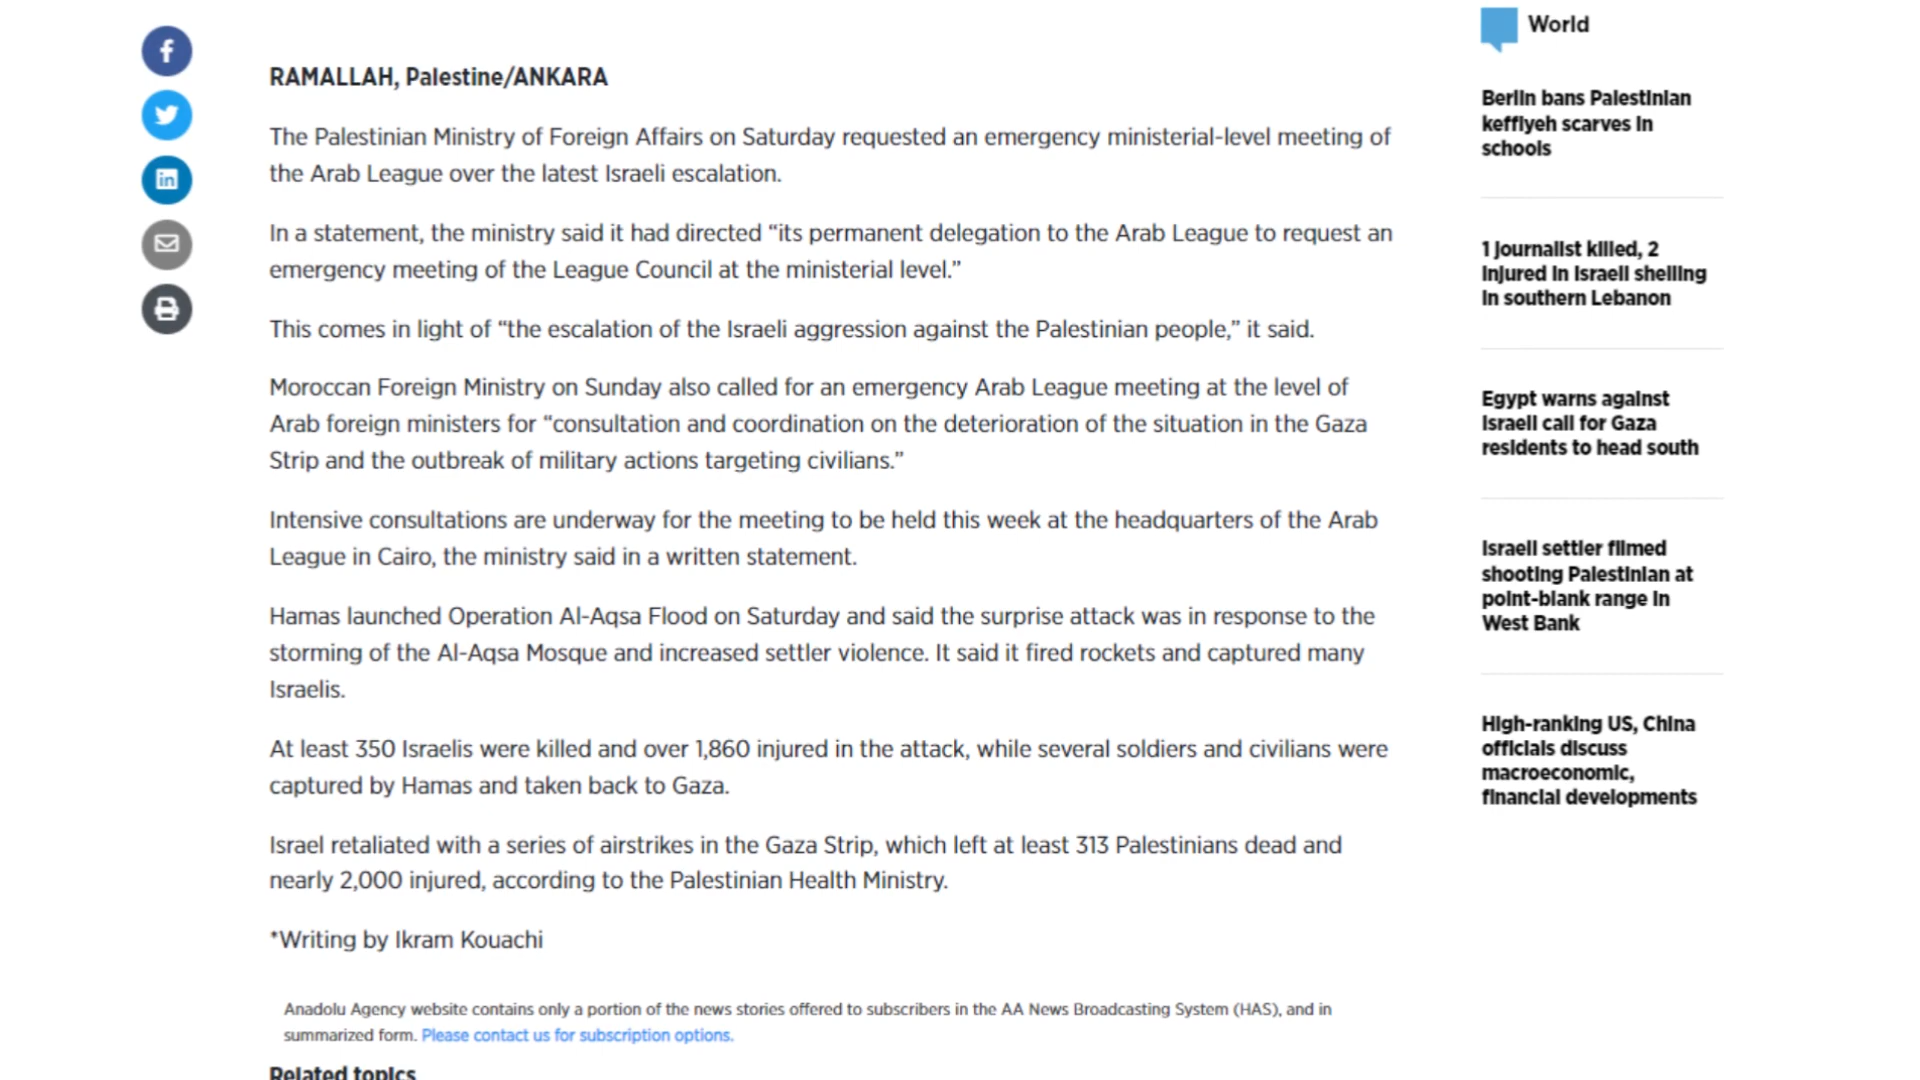 RAMALLAH, Palestine/ANKARA
The Palestinian Ministry of Foreign Affairs on Saturday requested an emergency ministerial-level meeting of
the Arab League over the latest Israeli escalation.
In a statement, the ministry said it had directed “its permanent delegation to the Arab League to request an
emergency meeting of the League Council at the ministerial level.”
This comes in light of “the escalation of the Israeli aggression against the Palestinian people,” it said.
Moroccan Foreign Ministry on Sunday also called for an emergency Arab League meeting at the level of
Arab foreign ministers for “consultation and coordination on the deterioration of the situation in the Gaza
Strip and the outbreak of military actions targeting civilians.”
Intensive consultations are underway for the meeting to be held this week at the headquarters of the Arab
League in Cairo, the ministry said in a written statement.
Hamas launched Operation Al-Aqsa Flood on Saturday and said the surprise attack was in response to the
storming of the Al-Aqsa Mosque and increased settler violence. It said it fired rockets and captured many
Israelis.
At least 350 Israelis were killed and over 1,860 injured in the attack, while several soldiers and civilians were
captured by Hamas and taken back to Gaza.
Israel retaliated with a series of airstrikes in the Gaza Strip, which left at least 313 Palestinians dead and
nearly 2,000 injured, according to the Palestinian Health Ministry.
*Writing by Ikram Kouachi
Anadolu Agency website contains only a portion of the news stories offered to subscribers in the AA News Broadcasting System (HAS), and in
summarized form. Please contact us for subscription options.
Related topics
World
Berlin bans Palestinian
keffiyeh scarves in
schools
1 journalist killed, 2
injured in Israeli shelling
in southern Lebanon
Egypt warns against
Israeli call for Gaza
residents to head south
Israeli settler filmed
shooting Palestinian at
point-blank range in
West Bank
High-ranking US, China
officials discuss
macroeconomic,
financial developments